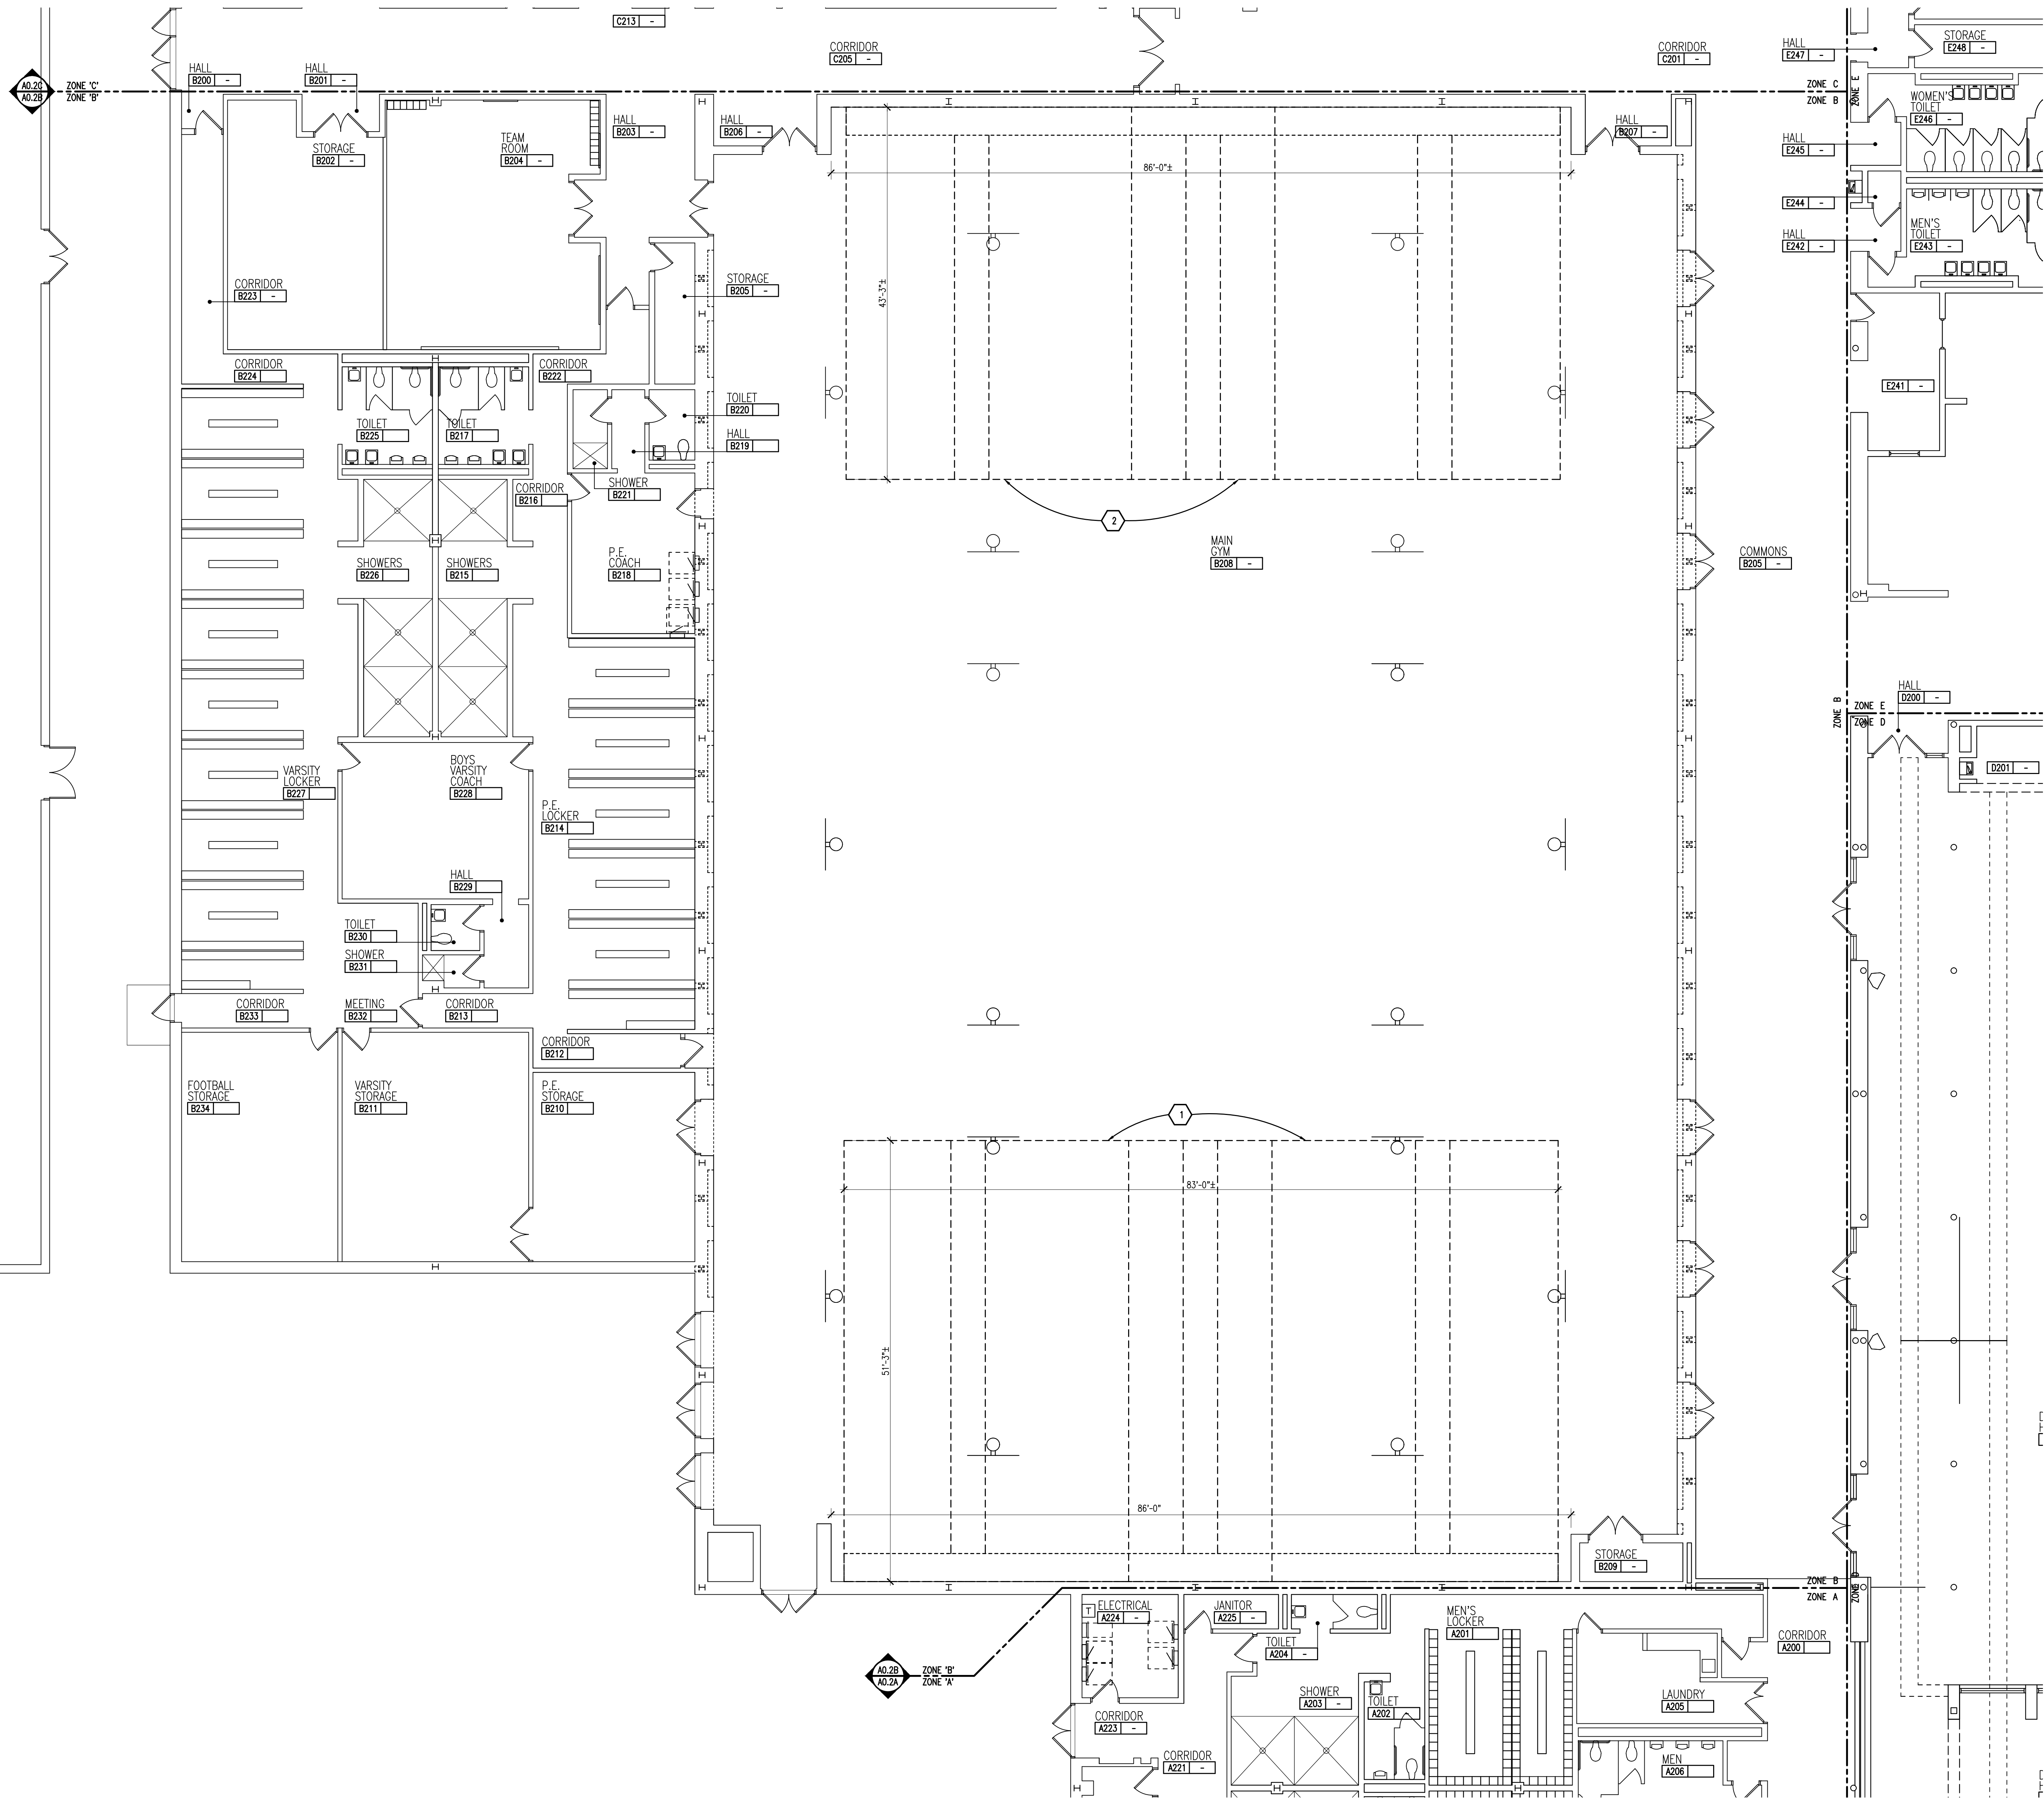 C213 -
CORRIDOR
C205 -
CORRIDOR
C201 -
HALL
E247 -
STORAGE
E248 -
A0.2C
A0.2B
ZONE 'C'
ZONE 'B'
HALL
B200 -
HALL
B201 -
ZONE C
ZONE B
ZONE E
WOMEN'S
TOILET
E246 -
STORAGE
B202 -
TEAM
ROOM
B204 -
HALL
B203 -
HALL
B206 -
HALL
B207 -
HALL
E245 -
86'-0"±
E244 -
HALL
E242 -
MEN'S
TOILET
E243 -
CORRIDOR
B223 -
STORAGE
B205 -
43'-3"±
CORRIDOR
B224
CORRIDOR
B222
E241 -
TOILET
B220
TOILET
B225
TOILET
B217
HALL
B219
CORRIDOR
B216
SHOWER
B221
2
MAIN
GYM
B208 -
COMMONS
B205 -
SHOWERS
B226
SHOWERS
B215
P.E.
COACH
B218
HALL
D200 -
ZONE B
ZONE E
ZONE D
D201 -
VARSITY
LOCKER
B227
BOYS
VARSITY
COACH
B228
P.E.
LOCKER
B214
HALL
B229
TOILET
B230
SHOWER
B231
CORRIDOR
B233
MEETING
B232
CORRIDOR
B213
CORRIDOR
B212
FOOTBALL
STORAGE
B234
VARSITY
STORAGE
B211
P.E.
STORAGE
B210
1
83'-0"±
51'-3"±
86'-0"
STORAGE
B209 -
ZONE B
ZONE A
ZONE D
T
ELECTRICAL
A224 -
JANITOR
A225 -
TOILET
A204 -
MEN'S
LOCKER
A201
CORRIDOR
A200
A0.2B
A0.2A
ZONE 'B'
ZONE 'A'
SHOWER
A203 -
TOILET
A202
LAUNDRY
A205
CORRIDOR
A223 -
CORRIDOR
A221 -
MEN
A206